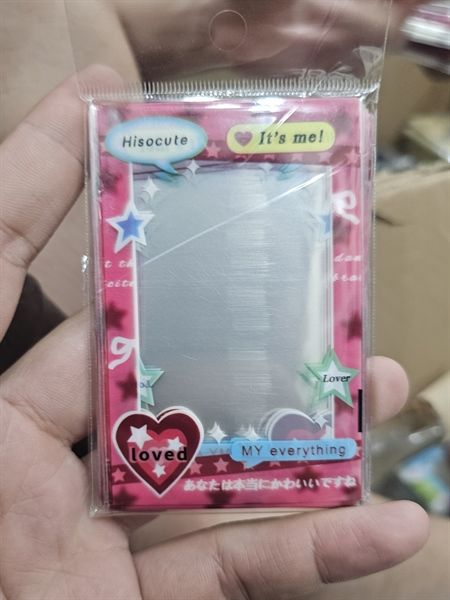 Hisocute
It's me!
Lover
loved
MY everything
あなたは本当にかわいいですね